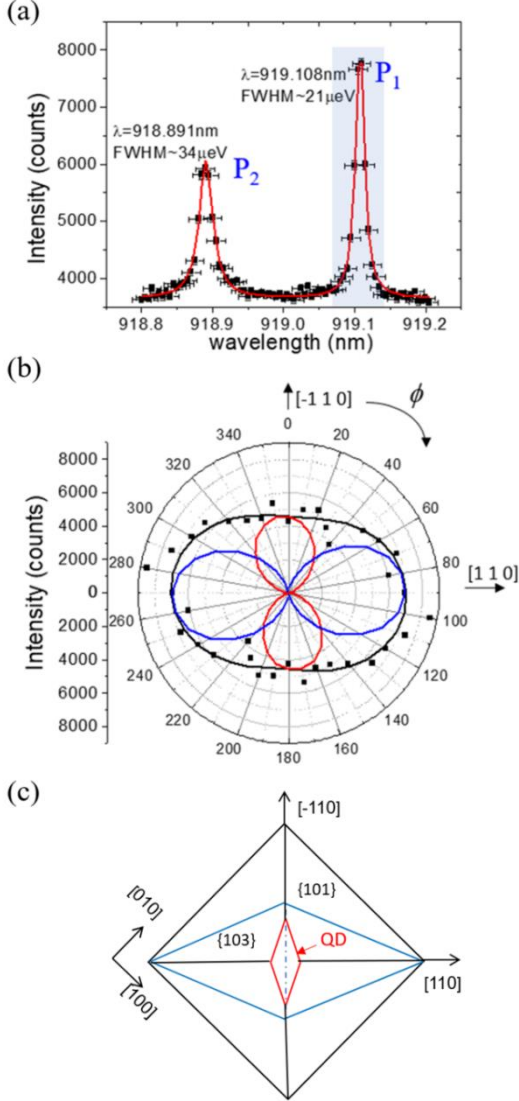 (a)
8000
7000
6000
5000
4000
Intensity (counts)
λ=919.108nm
FWHM~21μeV
P1
λ=918.891nm
FWHM~34μeV
P2
918.8 918.9 919.0 919.1 919.2
wavelength (nm)
(b)
[-1 1 0]
ϕ
[1 1 0]
Intensity (counts)
8000
6000
4000
2000
0
2000
4000
6000
8000
0
20
40
60
80
100
120
140
160
180
200
220
240
260
280
300
320
340
(c)
[-110]
[010]
{101}
{103}
QD
[100]
[110]